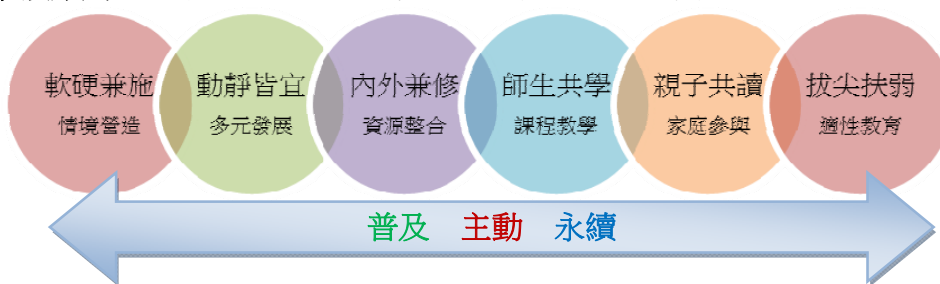 軟硬兼施
情境營造
動靜皆宜
多元發展
內外兼修
資源整合
師生共學
課程教學
親子共讀
家庭參與
拔尖扶弱
適性教育
普及 主動 永續